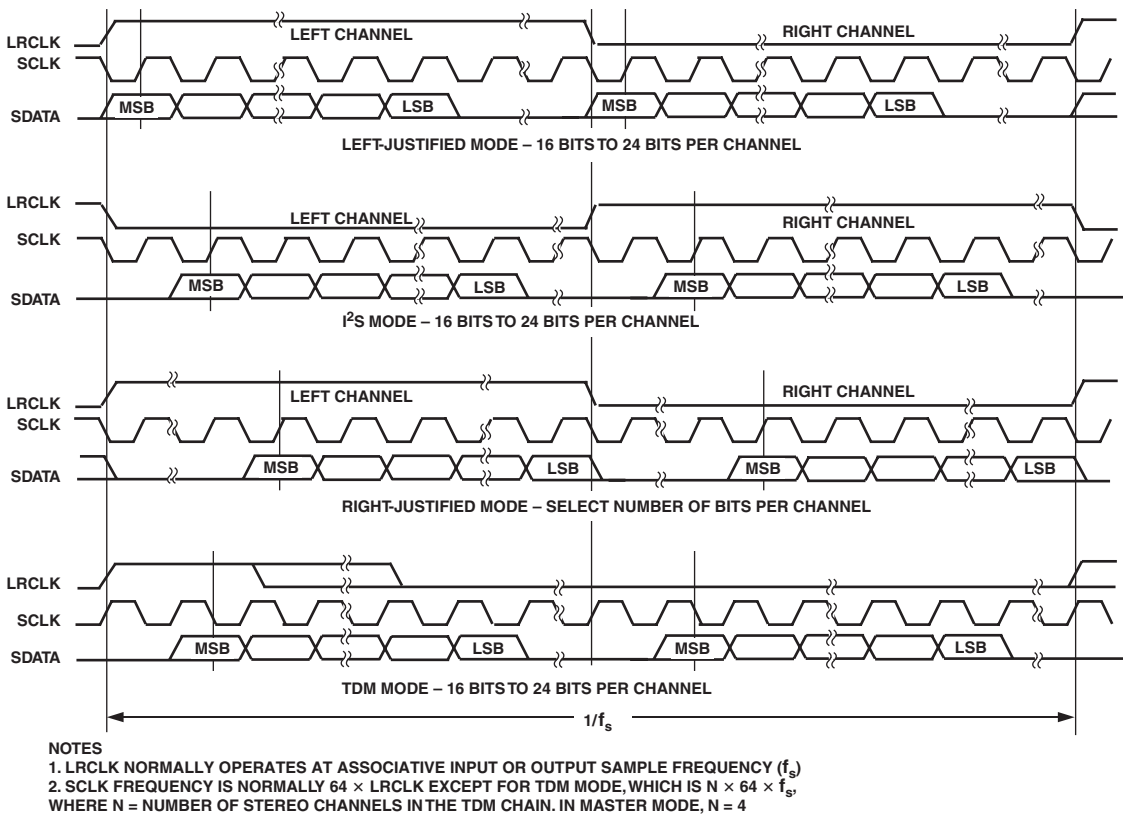 LRCLK LEFT CHANNEL RIGHT CHANNEL
SCLK
SDATA MSB LSB MSB LSB
LEFT-JUSTIFIED MODE – 16 BITS TO 24 BITS PER CHANNEL
LRCLK LEFT CHANNEL RIGHT CHANNEL
SCLK
SDATA MSB LSB MSB LSB
I²S MODE – 16 BITS TO 24 BITS PER CHANNEL
LRCLK LEFT CHANNEL RIGHT CHANNEL
SCLK
SDATA MSB LSB MSB LSB
RIGHT-JUSTIFIED MODE – SELECT NUMBER OF BITS PER CHANNEL
LRCLK
SCLK
SDATA MSB LSB MSB LSB
TDM MODE – 16 BITS TO 24 BITS PER CHANNEL
1/fs
NOTES
1. LRCLK NORMALLY OPERATES AT ASSOCIATIVE INPUT OR OUTPUT SAMPLE FREQUENCY (fs)
2. SCLK FREQUENCY IS NORMALLY 64 × LRCLK EXCEPT FOR TDM MODE, WHICH IS N × 64 × fs,
WHERE N = NUMBER OF STEREO CHANNELS IN THE TDM CHAIN. IN MASTER MODE, N = 4